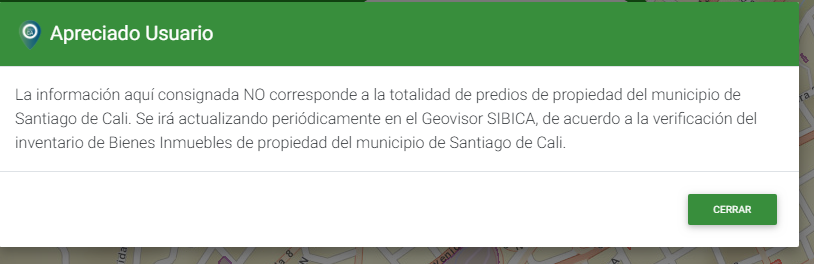 Apreciado Usuario
La información aquí consignada NO corresponde a la totalidad de predios de propiedad del municipio de
Santiago de Cali. Se irá actualizando periódicamente en el Geovisor SIBICA, de acuerdo a la verificación del
inventario de Bienes Inmuebles de propiedad del municipio de Santiago de Cali.
CERRAR